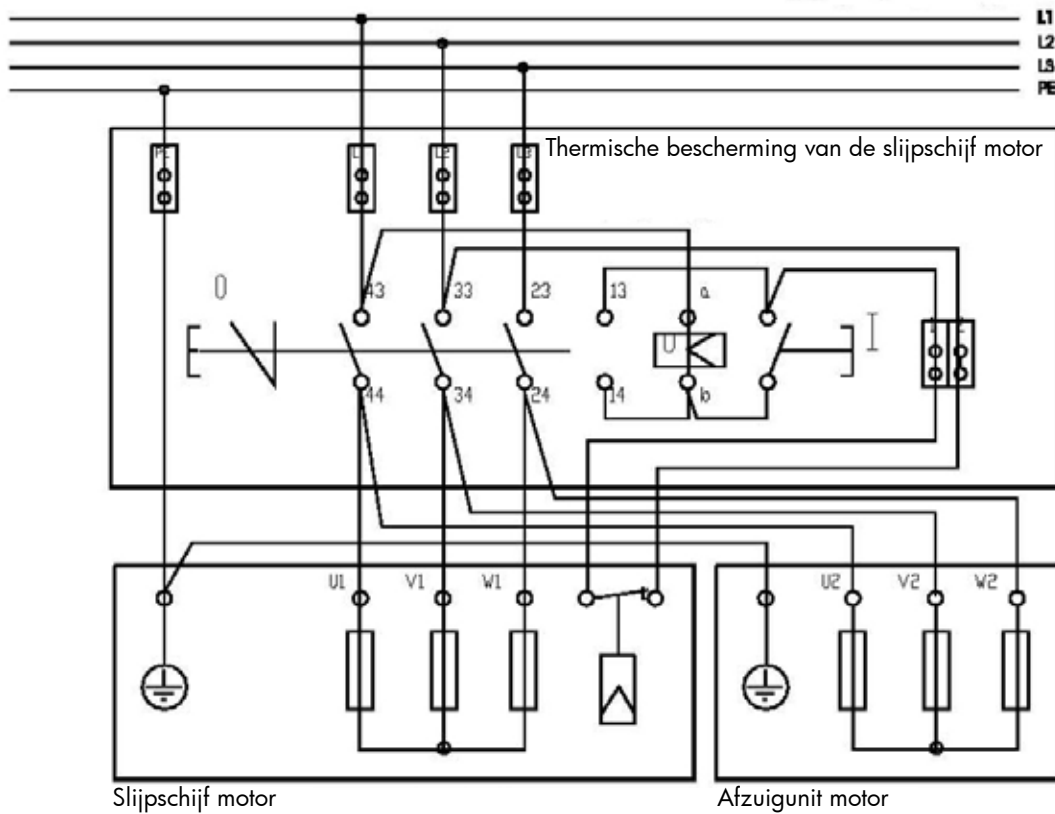 L1
L2
L3
PE
Thermische bescherming van de slijpschijf motor
PE L1 L2 L3
0
43 33 23 13 a
U
I
1 2
44 34 24 14 b
U1 V1 W1
U2 V2 W2
Slijpschijf motor
Afzuigunit motor